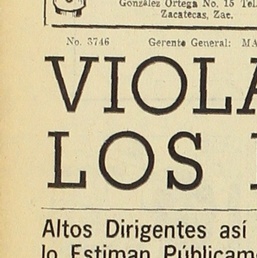 González Ortega No. 15 Tel.
Zacatecas, Zac.
No. 3746 Gerente General: MA
VIOLA
LOS
Altos Dirigentes así
lo Estiman Públicam